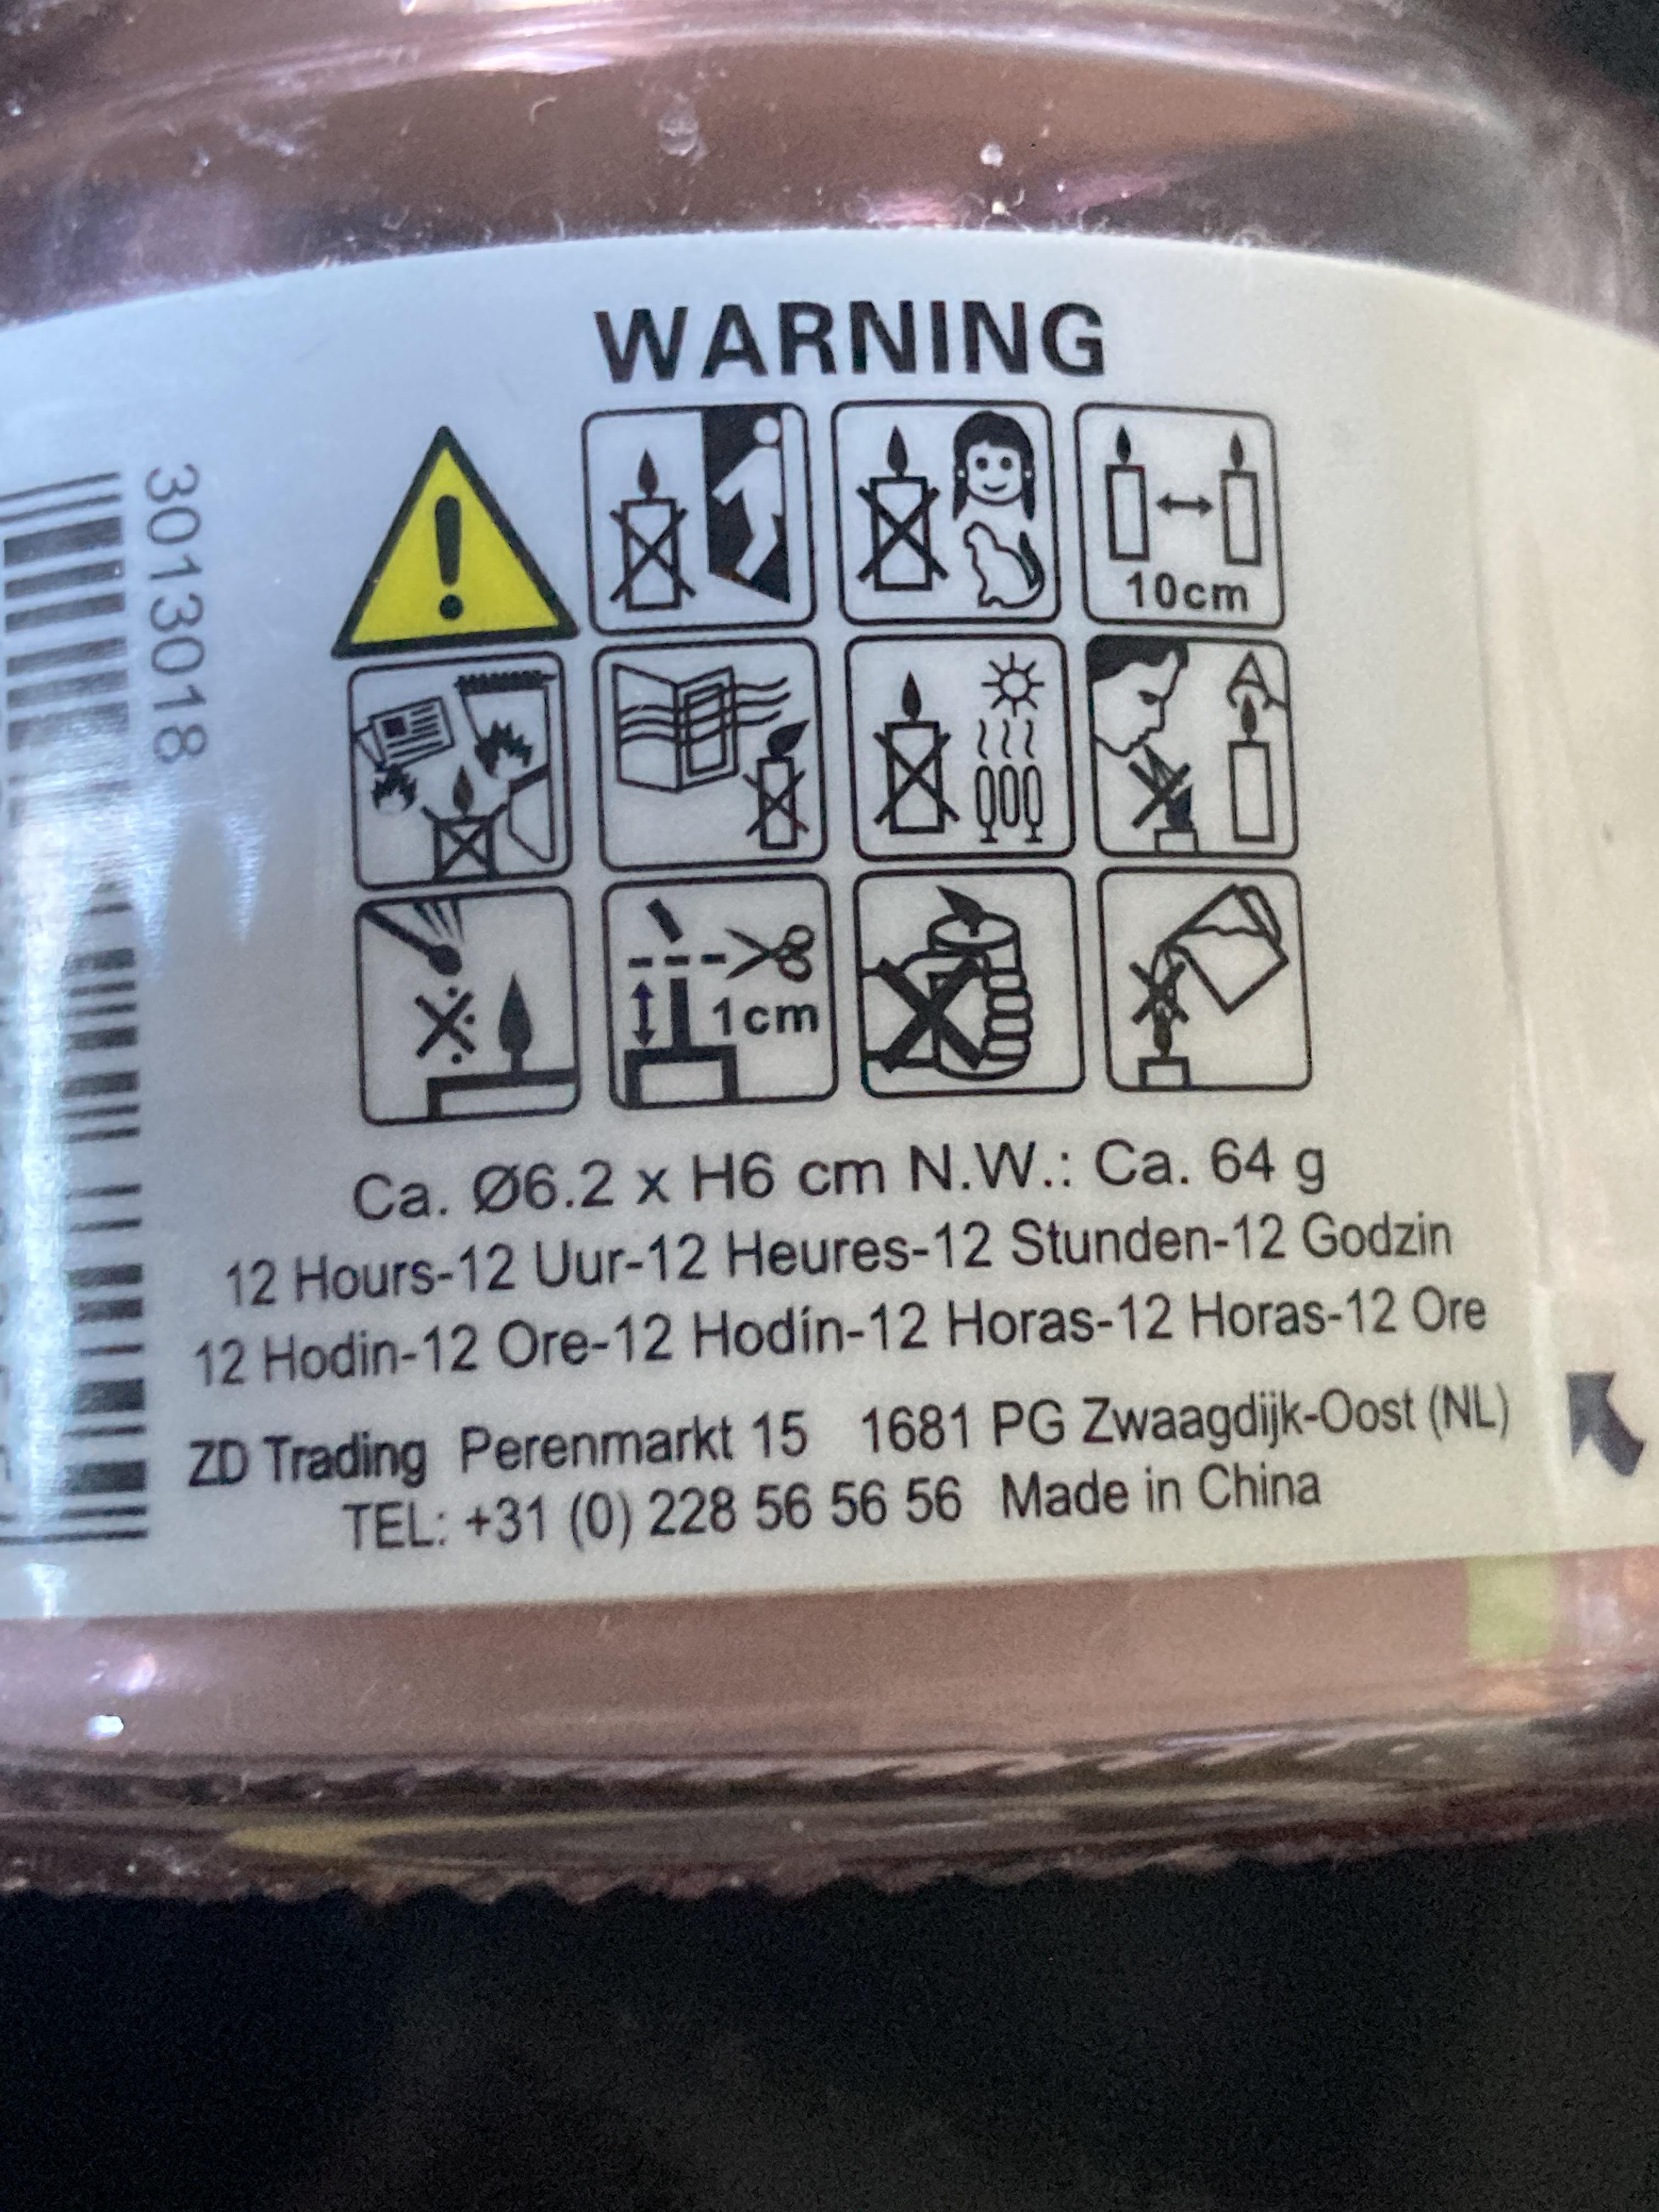 WARNING
3013018
10cm
1cm
Ca. Ø6.2 x H6 cm N.W.: Ca. 64 g
12 Hours-12 Uur-12 Heures-12 Stunden-12 Godzin
12 Hodin-12 Ore-12 Hodín-12 Horas-12 Horas-12 Ore
ZD Trading Perenmarkt 15 1681 PG Zwaagdijk-Oost (NL)
TEL: +31 (0) 228 56 56 56 Made in China